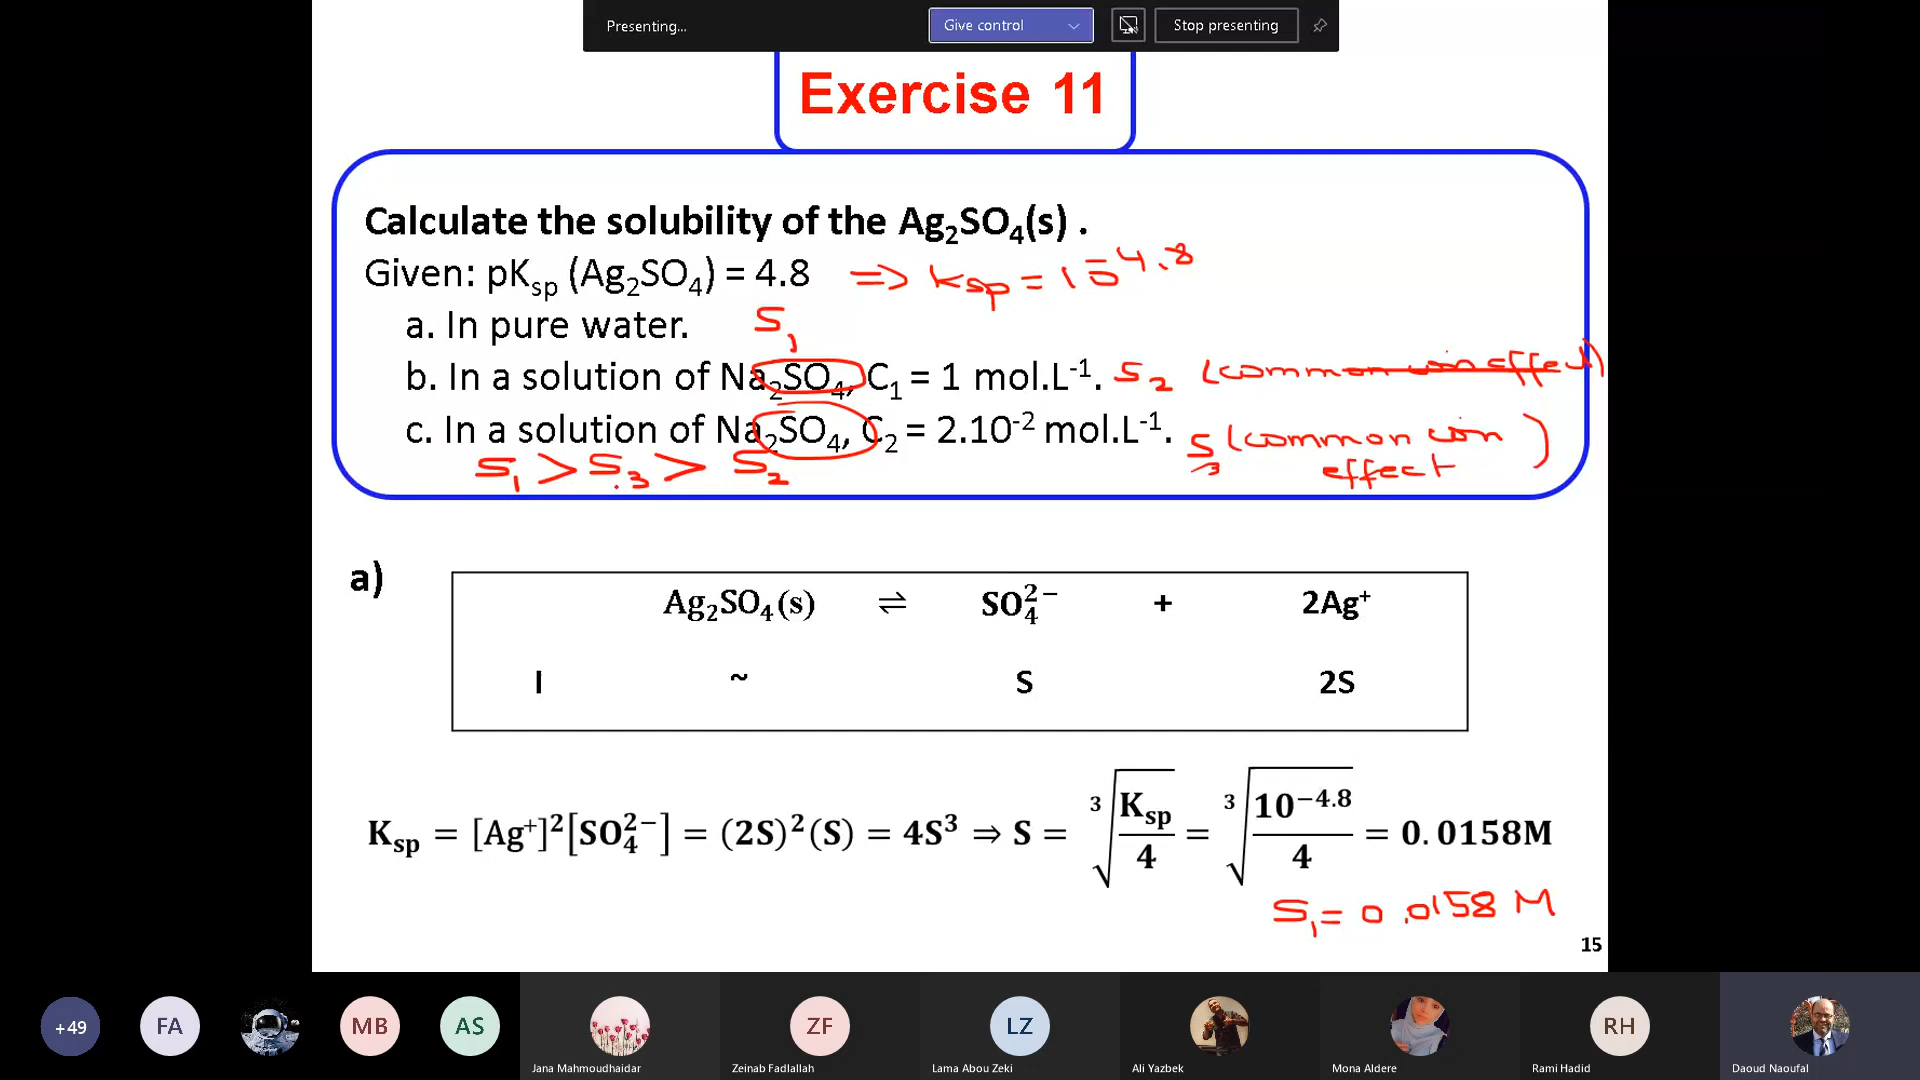 Presenting...
Give control
Stop presenting
Exercise 11
Calculate the solubility of the Ag₂SO₄(s) .
Given: pKsp (Ag₂SO₄) = 4.8 => ksp = 10^-4.8
a. In pure water. S₁
b. In a solution of Na₂SO₄, C₁ = 1 mol.L⁻¹. S₂ (common ion effect)
c. In a solution of Na₂SO₄, C₂ = 2.10⁻² mol.L⁻¹. S₃ (common ion effect)
S₁ > S₃ > S₂
a)
Ag₂SO₄(s) ⇌ SO₄²⁻ + 2Ag⁺
I ~ S 2S
Ksp = [Ag⁺]²[SO₄²⁻] = (2S)²(S) = 4S³ ⇒ S = ³√(Ksp/4) = ³√(10⁻⁴·⁸/4) = 0.0158M
S₁ = 0.0158 M
15
+49
FA
MB
AS
Jana Mahmoudhaidar
ZF
Zeinab Fadlallah
LZ
Lama Abou Zeki
Ali Yazbek
Mona Aldere
RH
Rami Hadid
Daoud Naoufal